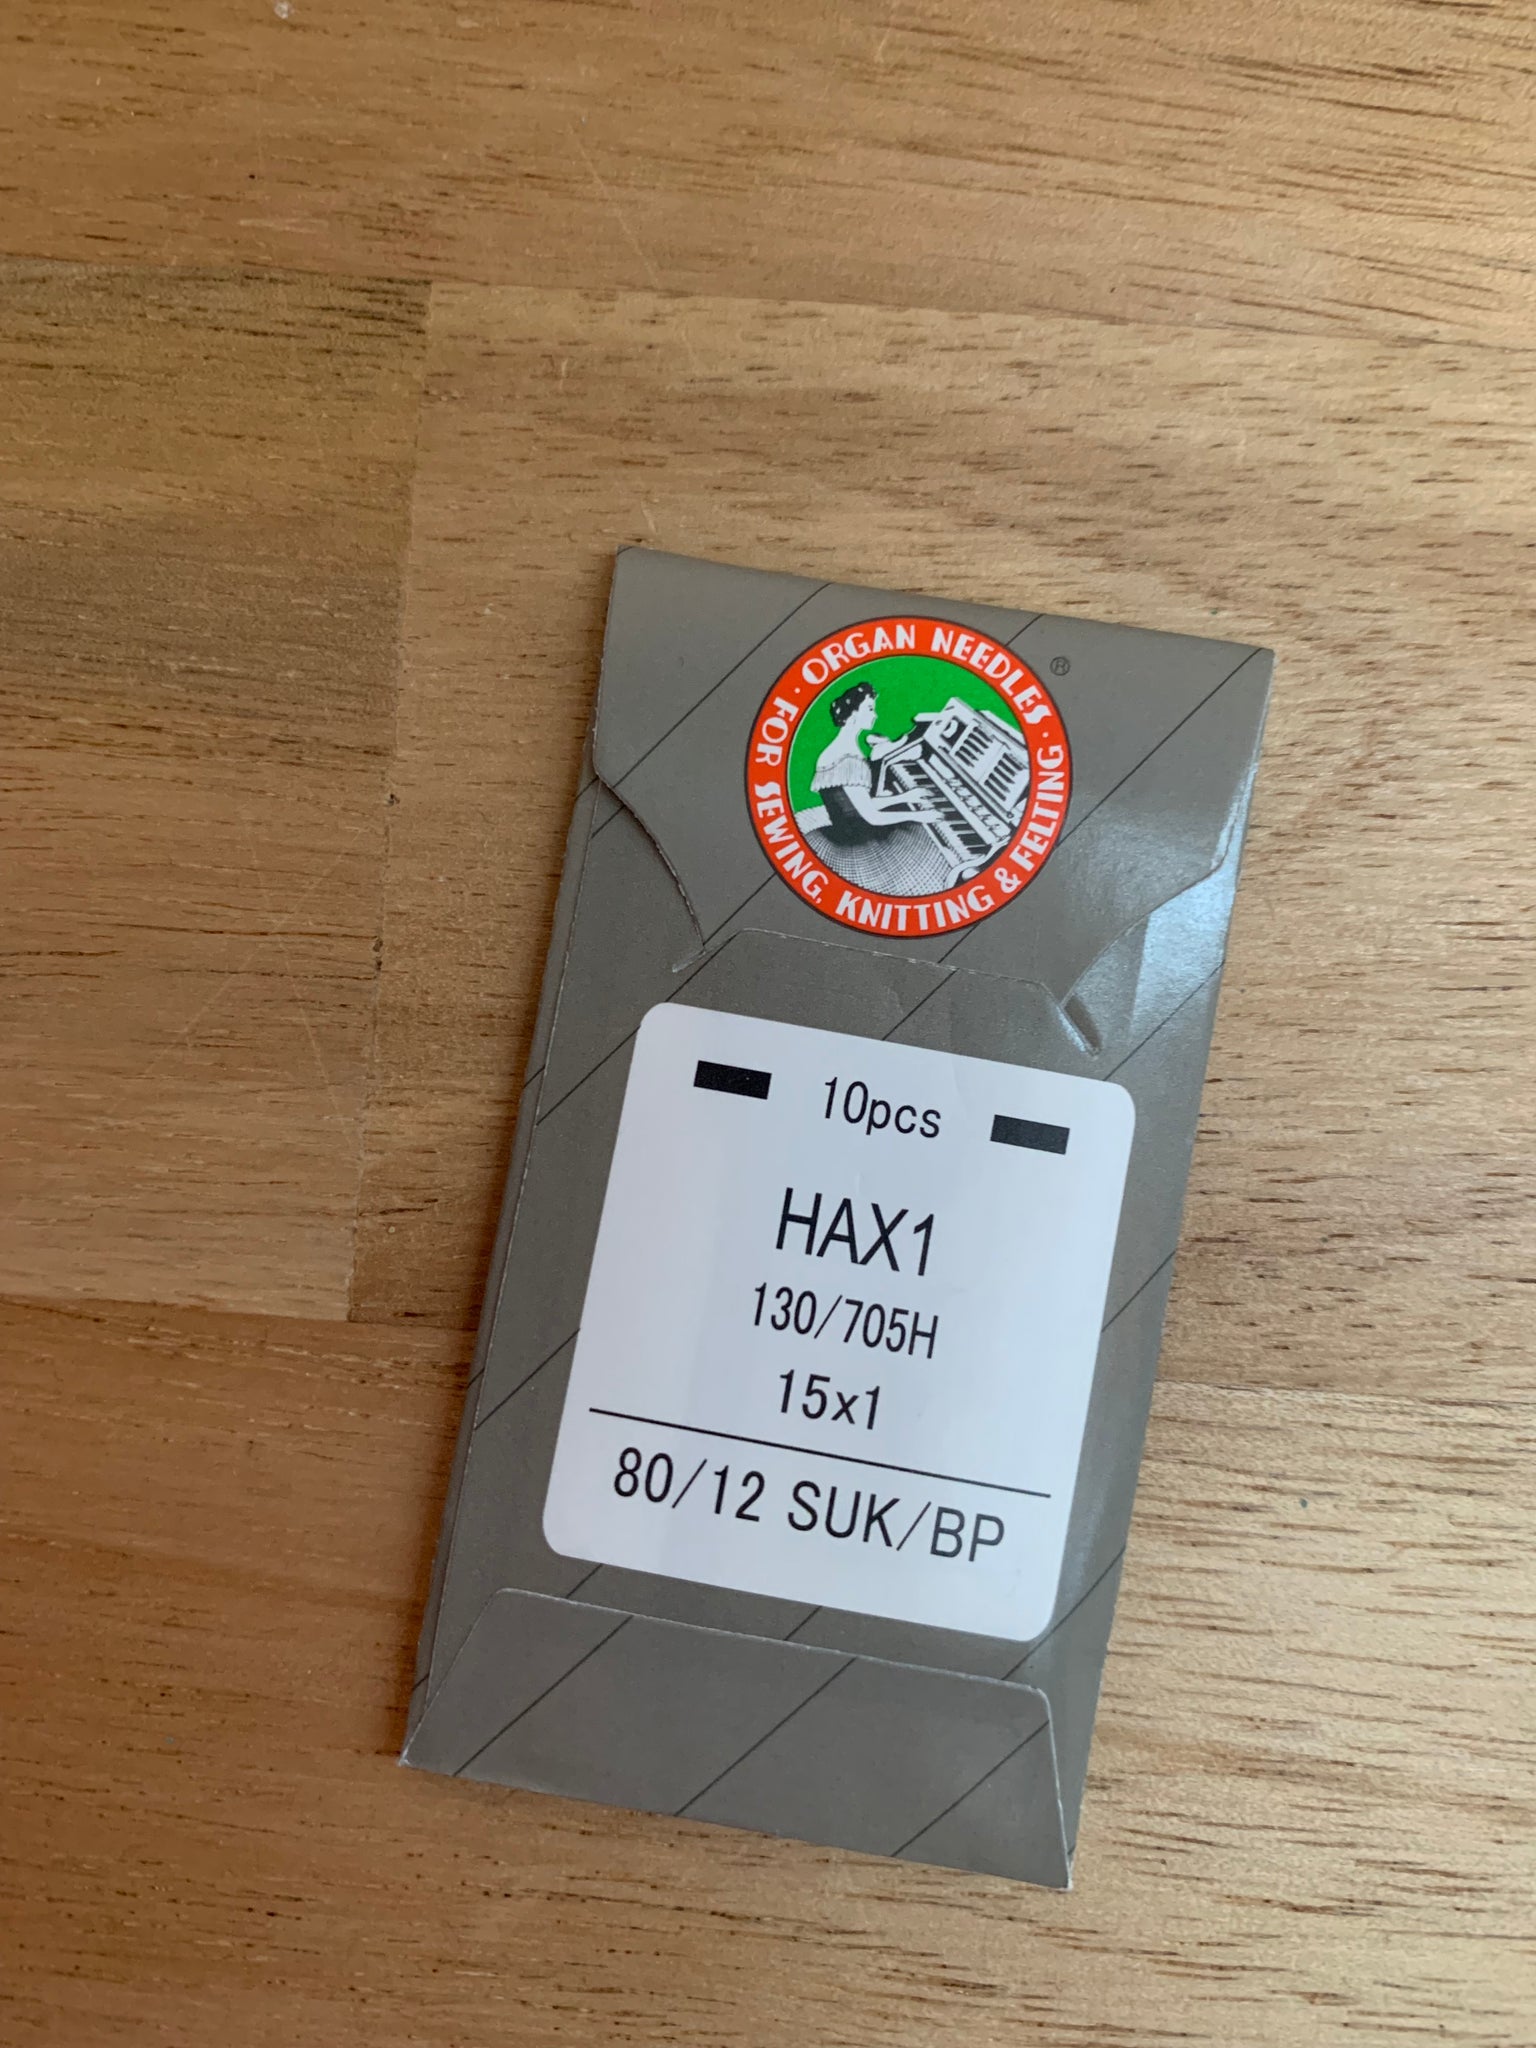 · ORGAN NEEDLES ·
FOR SEWING, KNITTING & FELTING
®
10pcs
HAX1
130/705H
15x1
80/12 SUK/BP